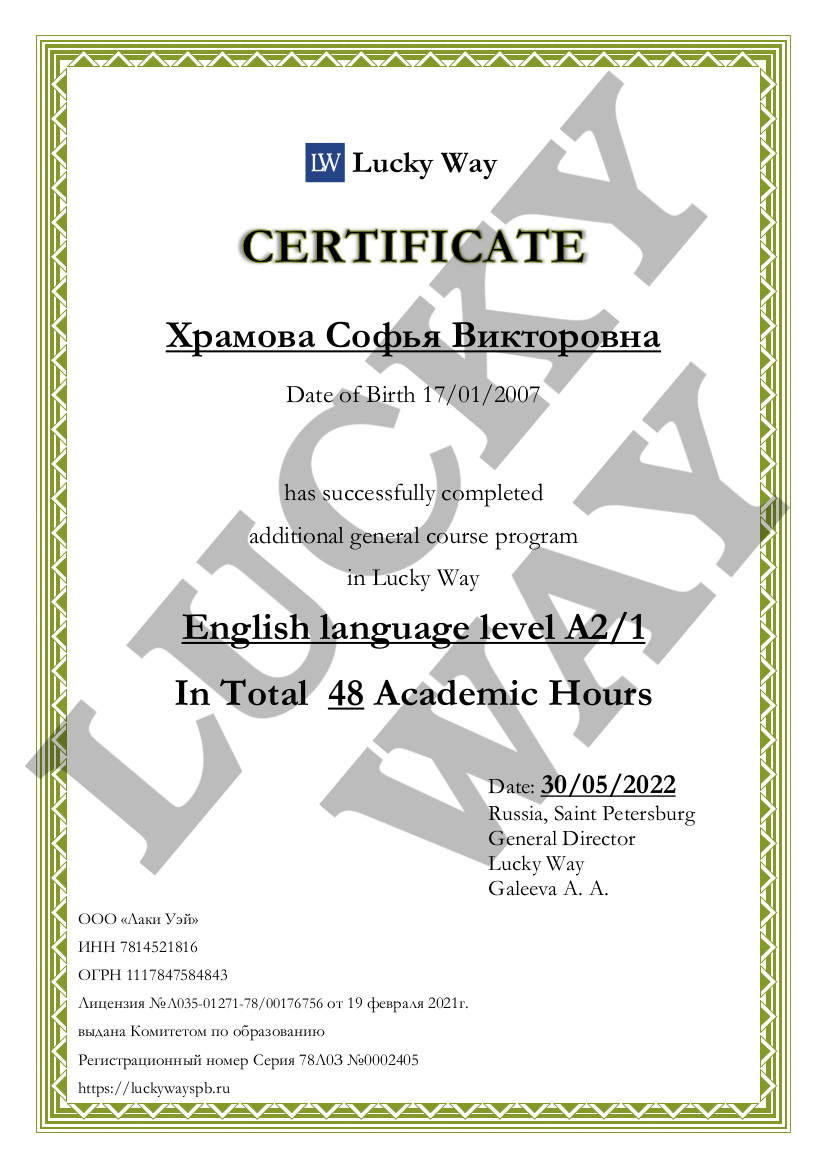 LW Lucky Way
CERTIFICATE
Храмова Софья Викторовна
Date of Birth 17/01/2007
has successfully completed
additional general course program
in Lucky Way
English language level A2/1
In Total 48 Academic Hours
Date: 30/05/2022
Russia, Saint Petersburg
General Director
Lucky Way
Galeeva A. A.
ООО «Лаки Уэй»
ИНН 7814521816
ОГРН 1117847584843
Лицензия №Л035-01271-78/00176756 от 19 февраля 2021г.
выдана Комитетом по образованию
Регистрационный номер Серия 78Л03 №0002405
https://luckywayspb.ru
LUCKY
WAY